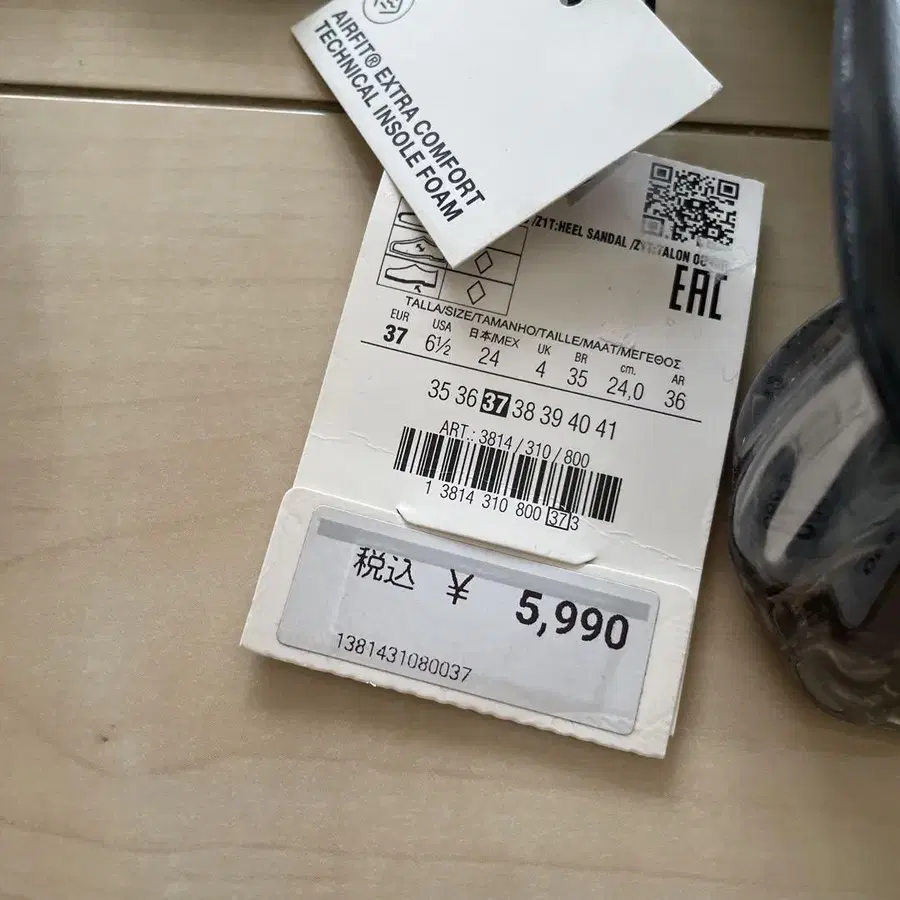 AIRFIT® EXTRA COMFORT
TECHNICAL INSOLE FOAM
/Z1T:HEEL SANDAL
EAC
TALLA/SIZE/TAMANHO/TAILLE/MAAT/ΜΕΓΕΘΟΣ
EUR USA 日本/MEX UK BR cm. AR
37 6½ 24 4 35 24,0 36
35 36 37 38 39 40 41
ART.: 3814 / 310 / 800
1 3814 310 800 37 3
税込 ¥ 5,990
1381431080037